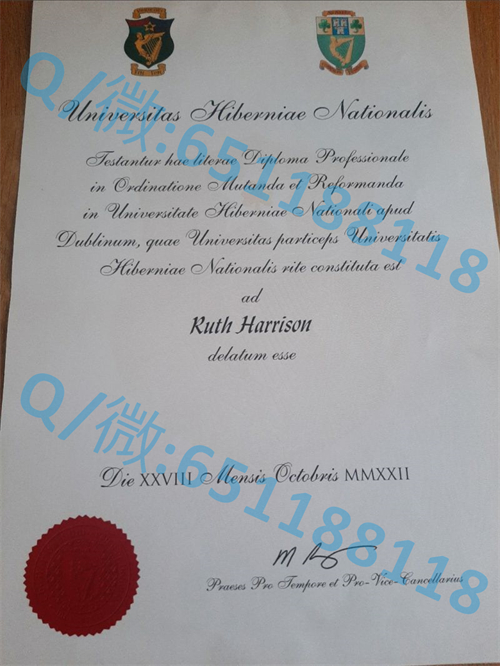 Universitas Hiberniae Nationalis
Testantur hae literae Diploma Professionale
in Ordinatione Mutanda et Reformanda
in Universitate Hiberniae Nationali apud
Dublinum, quae Universitas particeps Universitatis
Hiberniae Nationalis rite constituta est
ad
Ruth Harrison
delatum esse
Die XXVIII Mensis Octobris MMXXII
Praeses Pro Tempore et Pro-Vice-Cancellarius
Q/微:651188118
Q/微:651188118